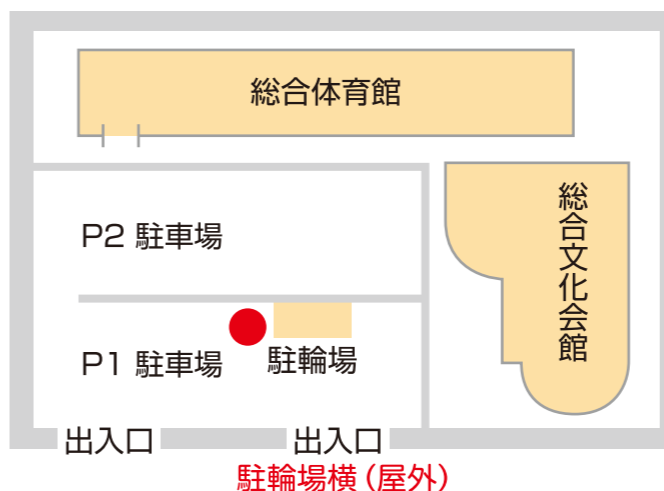 総合体育館
総合文化会館
P2 駐車場
P1 駐車場
駐輪場
出入口
出入口
駐輪場横（屋外）